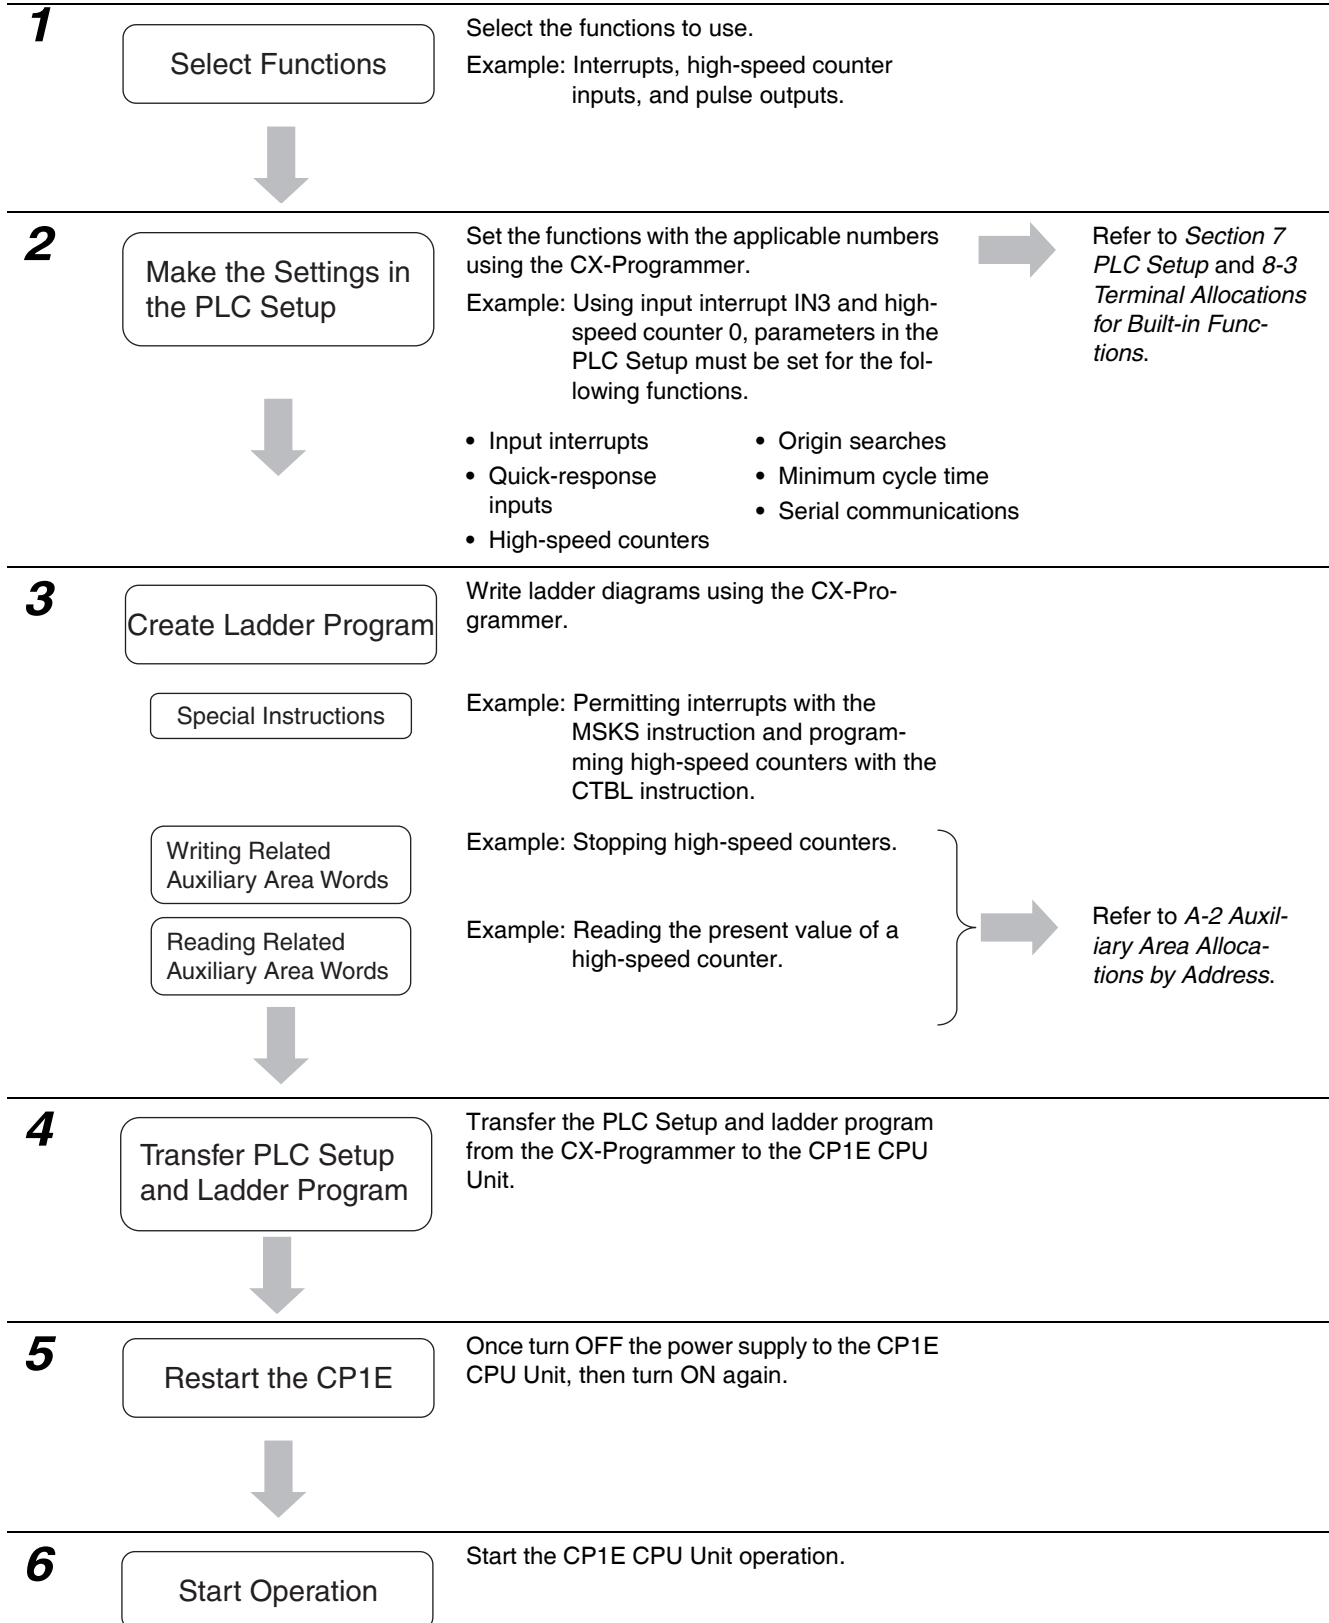 1
Select Functions
Select the functions to use.
Example: Interrupts, high-speed counter
inputs, and pulse outputs.
2
Make the Settings in
the PLC Setup
Set the functions with the applicable numbers
using the CX-Programmer.
Example: Using input interrupt IN3 and high-
speed counter 0, parameters in the
PLC Setup must be set for the fol-
lowing functions.
• Input interrupts
• Quick-response
inputs
• High-speed counters
• Origin searches
• Minimum cycle time
• Serial communications
Refer to Section 7
PLC Setup and 8-3
Terminal Allocations
for Built-in Func-
tions.
3
Create Ladder Program
Write ladder diagrams using the CX-Pro-
grammer.
Special Instructions
Example: Permitting interrupts with the
MSKS instruction and program-
ming high-speed counters with the
CTBL instruction.
Writing Related
Auxiliary Area Words
Example: Stopping high-speed counters.
Reading Related
Auxiliary Area Words
Example: Reading the present value of a
high-speed counter.
Refer to A-2 Auxil-
iary Area Alloca-
tions by Address.
4
Transfer PLC Setup
and Ladder Program
Transfer the PLC Setup and ladder program
from the CX-Programmer to the CP1E CPU
Unit.
5
Restart the CP1E
Once turn OFF the power supply to the CP1E
CPU Unit, then turn ON again.
6
Start Operation
Start the CP1E CPU Unit operation.